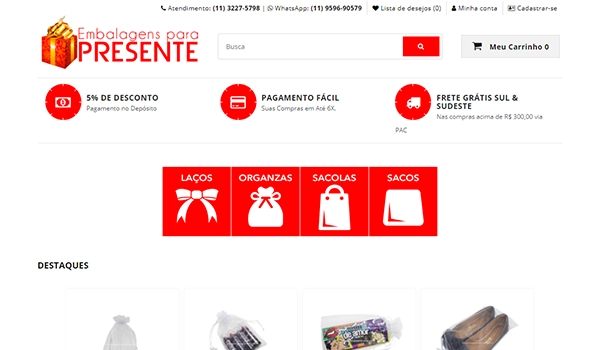 Atendimento: (11) 3227-5798 | WhatsApp: (11) 9596-90579
Lista de desejos (0)
Minha conta
Cadastrar-se
Embalagens para
PRESENTE
Busca
Meu Carrinho 0
5% DE DESCONTO
Pagamento no Depósito
PAGAMENTO FÁCIL
Suas Compras em Até 6X.
FRETE GRÁTIS SUL &
SUDESTE
Nas compras acima de R$ 300,00 via
PAC
LAÇOS
ORGANZAS
SACOLAS
SACOS
DESTAQUES
de amor